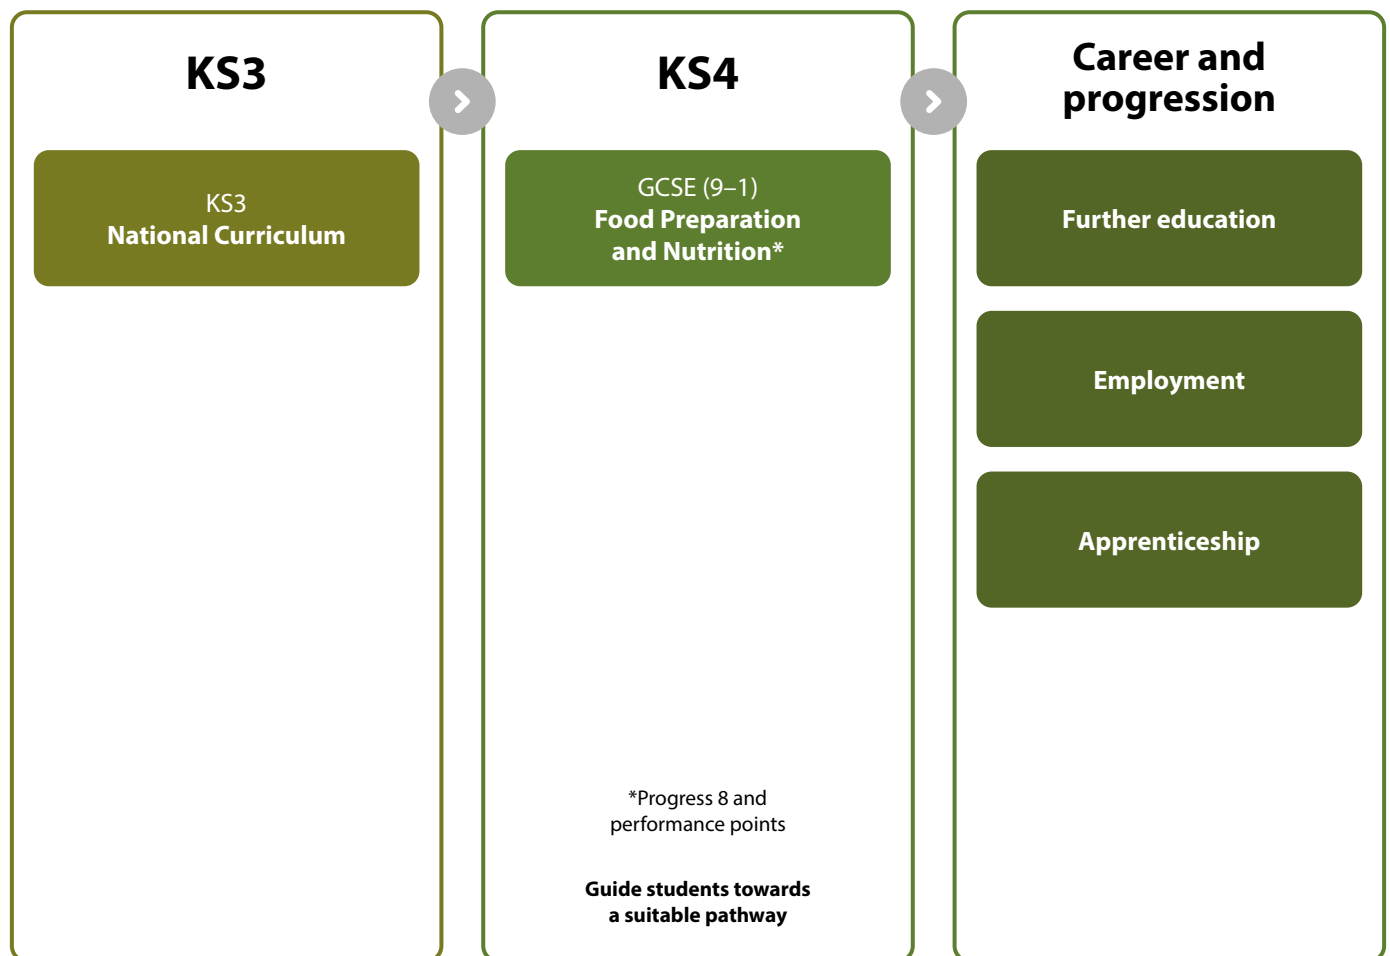 KS3
KS3
National Curriculum
KS4
GCSE (9–1)
Food Preparation
and Nutrition*
*Progress 8 and
performance points
Guide students towards
a suitable pathway
Career and
progression
Further education
Employment
Apprenticeship